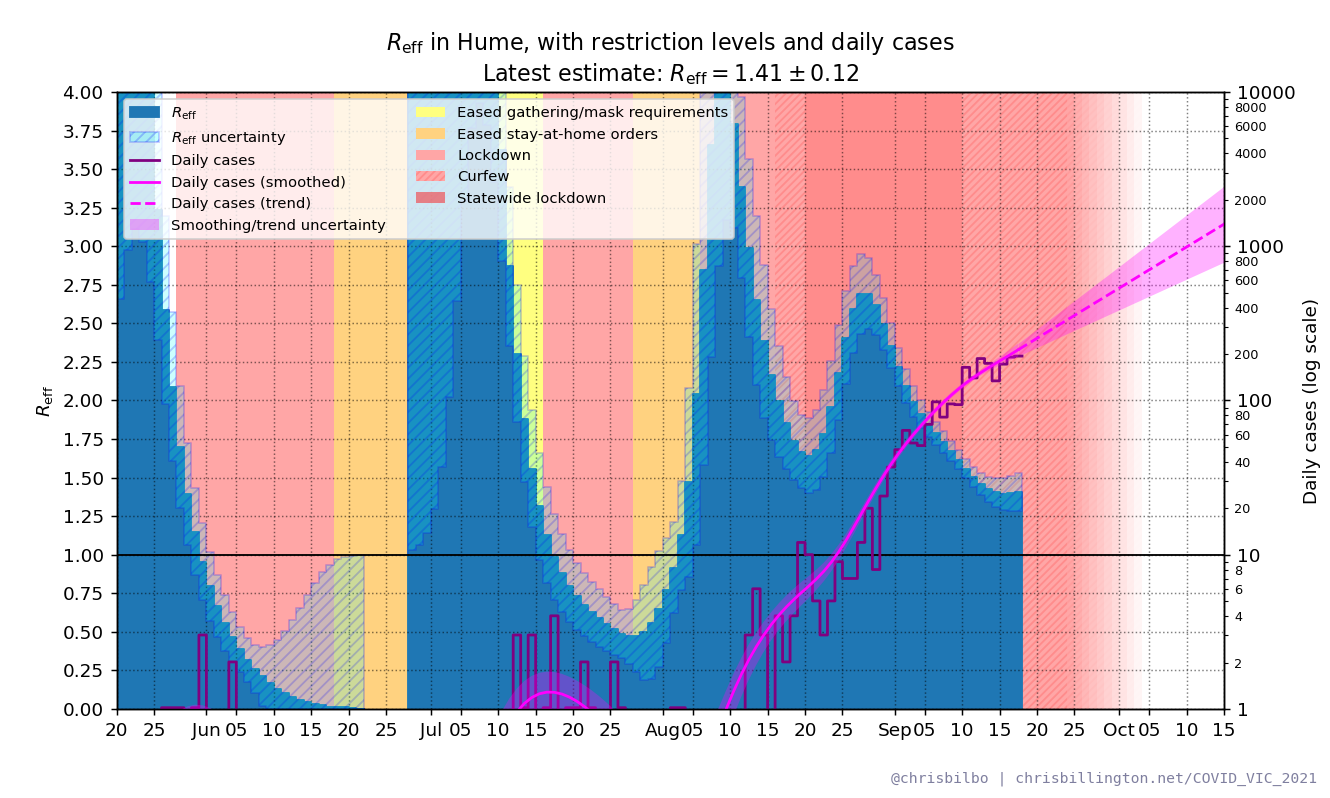 Reff in Hume, with restriction levels and daily cases
Latest estimate: Reff = 1.41 ± 0.12
Reff
Reff uncertainty
Daily cases
Daily cases (smoothed)
Daily cases (trend)
Smoothing/trend uncertainty
Eased gathering/mask requirements
Eased stay-at-home orders
Lockdown
Curfew
Statewide lockdown
Reff
4.00
3.75
3.50
3.25
3.00
2.75
2.50
2.25
2.00
1.75
1.50
1.25
1.00
0.75
0.50
0.25
0.00
10000
8000
6000
4000
2000
1000
800
600
400
200
100
80
60
40
20
10
8
6
4
2
1
Daily cases (log scale)
20 25 Jun 05 10 15 20 25 Jul 05 10 15 20 25 Aug 05 10 15 20 25 Sep 05 10 15 20 25 Oct 05 10 15
@chrisbilbo | chrisbillington.net/COVID_VIC_2021